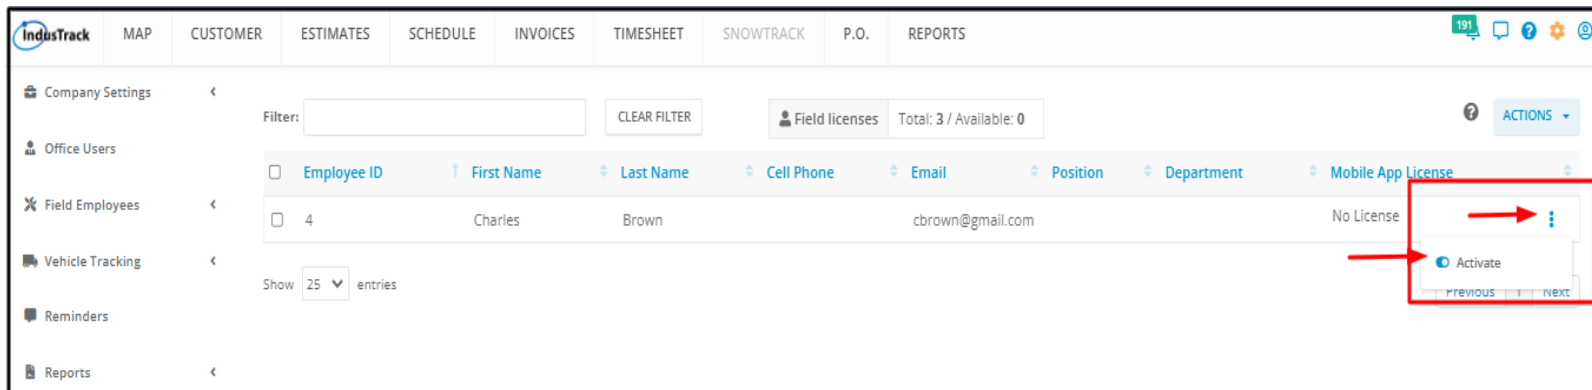 IndusTrack MAP CUSTOMER ESTIMATES SCHEDULE INVOICES TIMESHEET SNOWTRACK P.O. REPORTS 191
Company Settings
Office Users
Field Employees
Vehicle Tracking
Reminders
Reports
Filter: CLEAR FILTER Field licenses Total: 3 / Available: 0 ACTIONS
Employee ID First Name Last Name Cell Phone Email Position Department Mobile App License
4 Charles Brown cbrown@gmail.com No License
Activate
Show 25 entries
Previous 1 Next